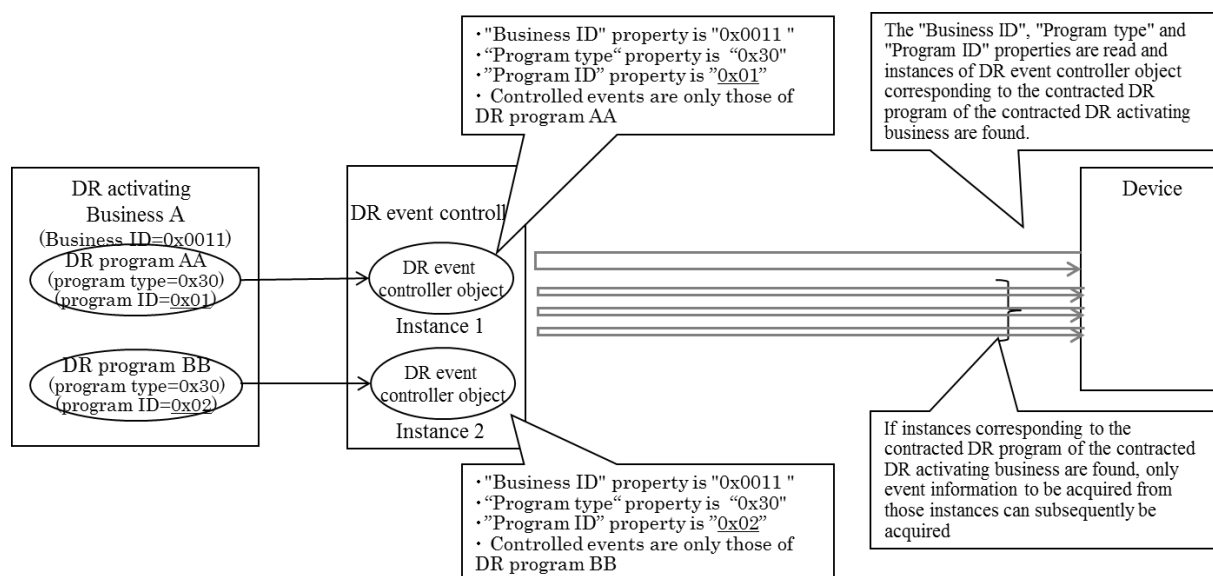 ・"Business ID" property is "0x0011 "
・“Program type“ property is “0x30"
・”Program ID” property is ”0x01”
・ Controlled events are only those of
DR program AA
The "Business ID", "Program type" and
"Program ID" properties are read and
instances of DR event controller object
corresponding to the contracted DR
program of the contracted DR activating
business are found.
DR activating
Business A
(Business ID=0x0011)
DR program AA
(program type=0x30)
(program ID=0x01)
DR program BB
(program type=0x30)
(program ID=0x02)
DR event controll
DR event
controller object
Instance 1
DR event
controller object
Instance 2
Device
・"Business ID" property is "0x0011 "
・“Program type“ property is “0x30"
・”Program ID” property is ”0x02”
・ Controlled events are only those of
DR program BB
If instances corresponding to the
contracted DR program of the contracted
DR activating business are found, only
event information to be acquired from
those instances can subsequently be
acquired